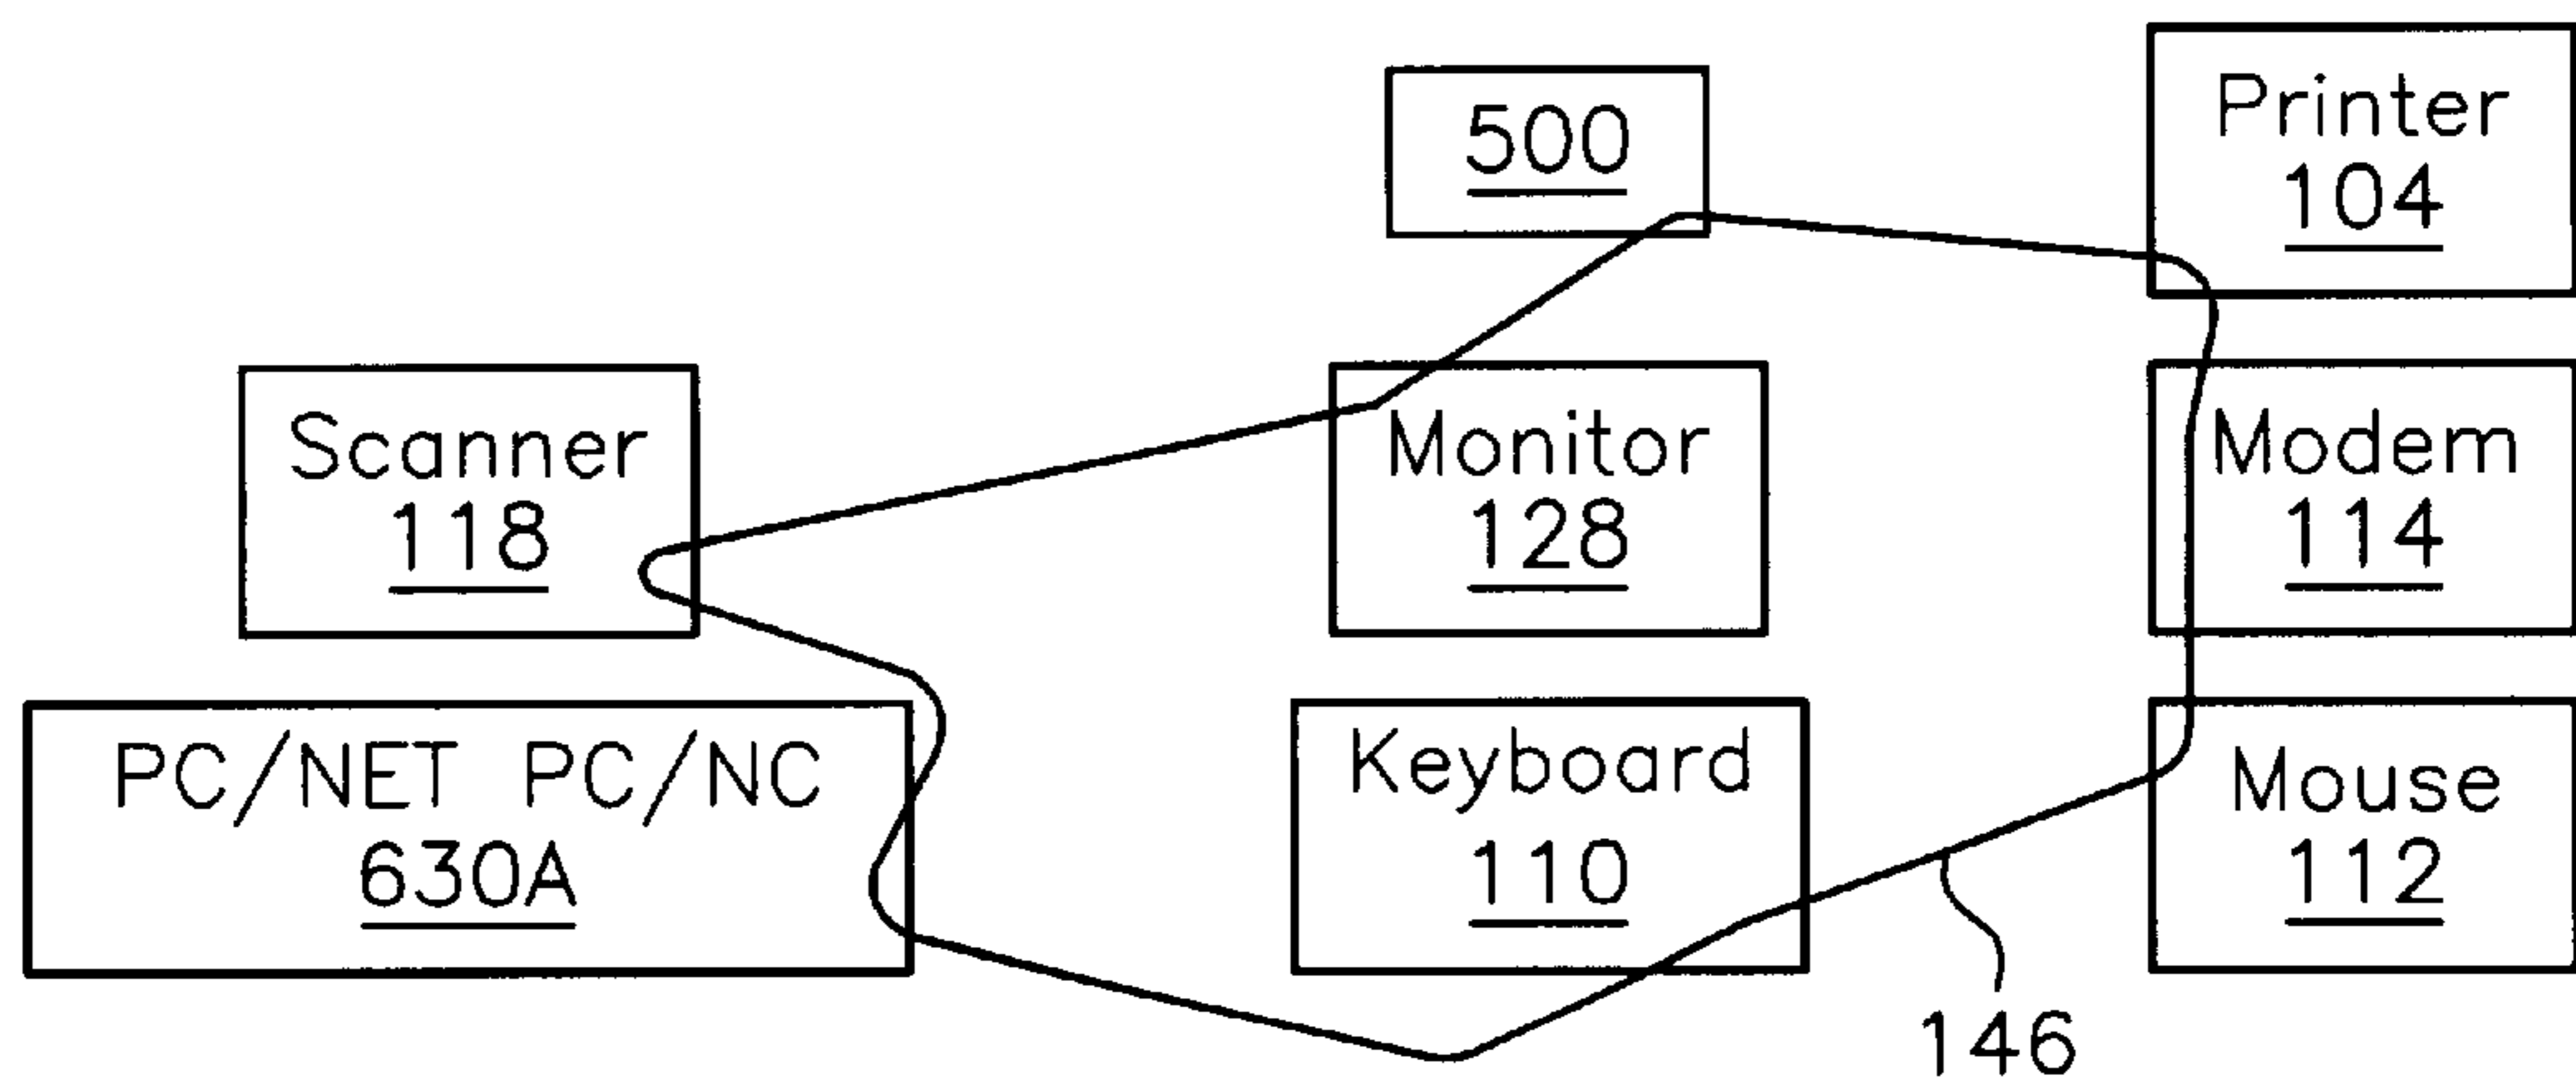 500
Printer
104
Scanner
118
Monitor
128
Modem
114
PC/NET PC/NC
630A
Keyboard
110
Mouse
112
146